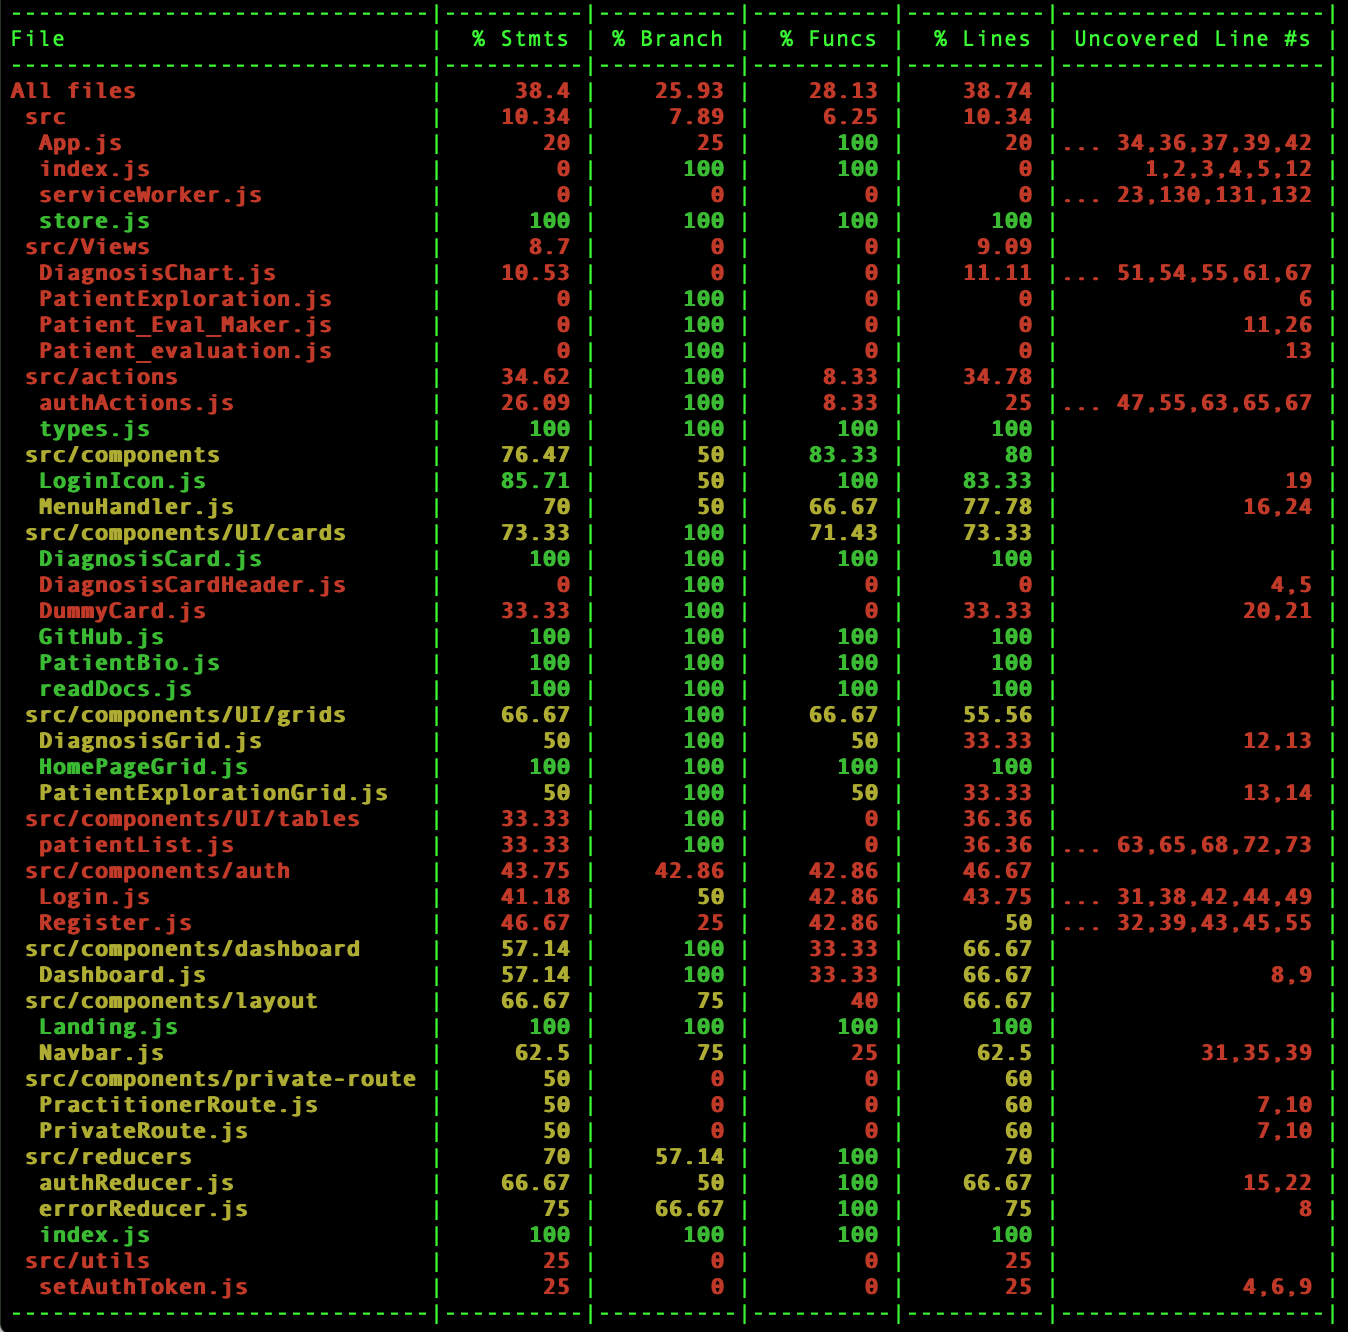 -------------------------------|----------|----------|----------|----------|-------------------|
File | % Stmts | % Branch | % Funcs | % Lines | Uncovered Line #s |
-------------------------------|----------|----------|----------|----------|-------------------|
All files | 38.4 | 25.93 | 28.13 | 38.74 | |
src | 10.34 | 7.89 | 6.25 | 10.34 | |
App.js | 20 | 25 | 100 | 20 |... 34,36,37,39,42 |
index.js | 0 | 100 | 100 | 0 | 1,2,3,4,5,12 |
serviceWorker.js | 0 | 0 | 0 | 0 |... 23,130,131,132 |
store.js | 100 | 100 | 100 | 100 | |
src/Views | 8.7 | 0 | 0 | 9.09 | |
DiagnosisChart.js | 10.53 | 0 | 0 | 11.11 |... 51,54,55,61,67 |
PatientExploration.js | 0 | 100 | 0 | 0 | 6 |
Patient_Eval_Maker.js | 0 | 100 | 0 | 0 | 11,26 |
Patient_evaluation.js | 0 | 100 | 0 | 0 | 13 |
src/actions | 34.62 | 100 | 8.33 | 34.78 | |
authActions.js | 26.09 | 100 | 8.33 | 25 |... 47,55,63,65,67 |
types.js | 100 | 100 | 100 | 100 | |
src/components | 76.47 | 50 | 83.33 | 80 | |
LoginIcon.js | 85.71 | 50 | 100 | 83.33 | 19 |
MenuHandler.js | 70 | 50 | 66.67 | 77.78 | 16,24 |
src/components/UI/cards | 73.33 | 100 | 71.43 | 73.33 | |
DiagnosisCard.js | 100 | 100 | 100 | 100 | |
DiagnosisCardHeader.js | 0 | 100 | 0 | 0 | 4,5 |
DummyCard.js | 33.33 | 100 | 0 | 33.33 | 20,21 |
GitHub.js | 100 | 100 | 100 | 100 | |
PatientBio.js | 100 | 100 | 100 | 100 | |
readDocs.js | 100 | 100 | 100 | 100 | |
src/components/UI/grids | 66.67 | 100 | 66.67 | 55.56 | |
DiagnosisGrid.js | 50 | 100 | 50 | 33.33 | 12,13 |
HomePageGrid.js | 100 | 100 | 100 | 100 | |
PatientExplorationGrid.js | 50 | 100 | 50 | 33.33 | 13,14 |
src/components/UI/tables | 33.33 | 100 | 0 | 36.36 | |
patientList.js | 33.33 | 100 | 0 | 36.36 |... 63,65,68,72,73 |
src/components/auth | 43.75 | 42.86 | 42.86 | 46.67 | |
Login.js | 41.18 | 50 | 42.86 | 43.75 |... 31,38,42,44,49 |
Register.js | 46.67 | 25 | 42.86 | 50 |... 32,39,43,45,55 |
src/components/dashboard | 57.14 | 100 | 33.33 | 66.67 | |
Dashboard.js | 57.14 | 100 | 33.33 | 66.67 | 8,9 |
src/components/layout | 66.67 | 75 | 40 | 66.67 | |
Landing.js | 100 | 100 | 100 | 100 | |
Navbar.js | 62.5 | 75 | 25 | 62.5 | 31,35,39 |
src/components/private-route | 50 | 0 | 0 | 60 | |
PractitionerRoute.js | 50 | 0 | 0 | 60 | 7,10 |
PrivateRoute.js | 50 | 0 | 0 | 60 | 7,10 |
src/reducers | 70 | 57.14 | 100 | 70 | |
authReducer.js | 66.67 | 50 | 100 | 66.67 | 15,22 |
errorReducer.js | 75 | 66.67 | 100 | 75 | 8 |
index.js | 100 | 100 | 100 | 100 | |
src/utils | 25 | 0 | 0 | 25 | |
setAuthToken.js | 25 | 0 | 0 | 25 | 4,6,9 |
-------------------------------|----------|----------|----------|----------|-------------------|